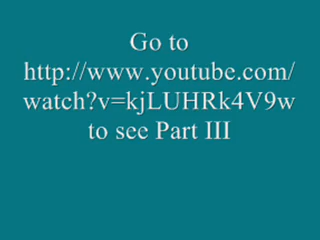 Go to
http://www.youtube.com/
watch?v=kjLUHRk4V9w
to see Part III